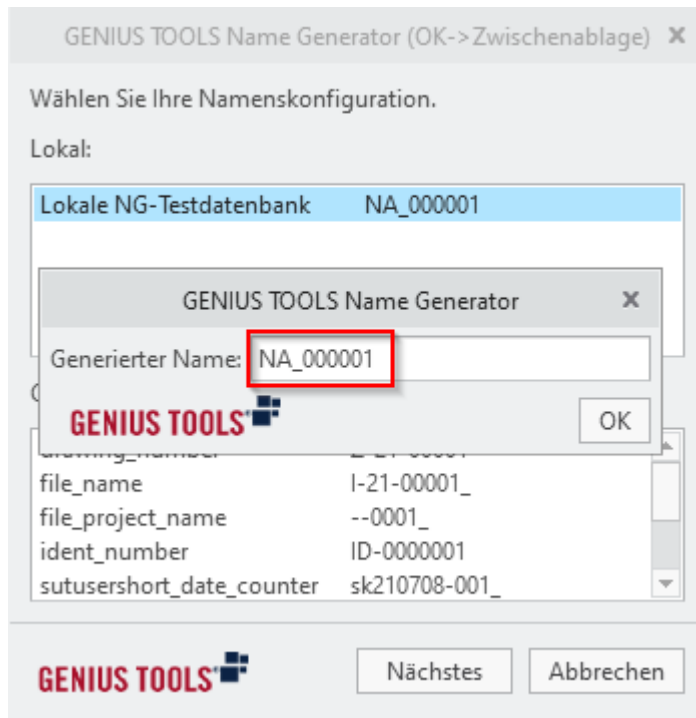 GENIUS TOOLS Name Generator (OK->Zwischenablage) x
Wählen Sie Ihre Namenskonfiguration.
Lokal:
Lokale NG-Testdatenbank NA_000001
GENIUS TOOLS Name Generator x
Generierter Name: NA_000001
GENIUS TOOLS
OK
file_name I-21-00001_
file_project_name --0001_
ident_number ID-0000001
sutusershort_date_counter sk210708-001_
GENIUS TOOLS
Nächstes
Abbrechen